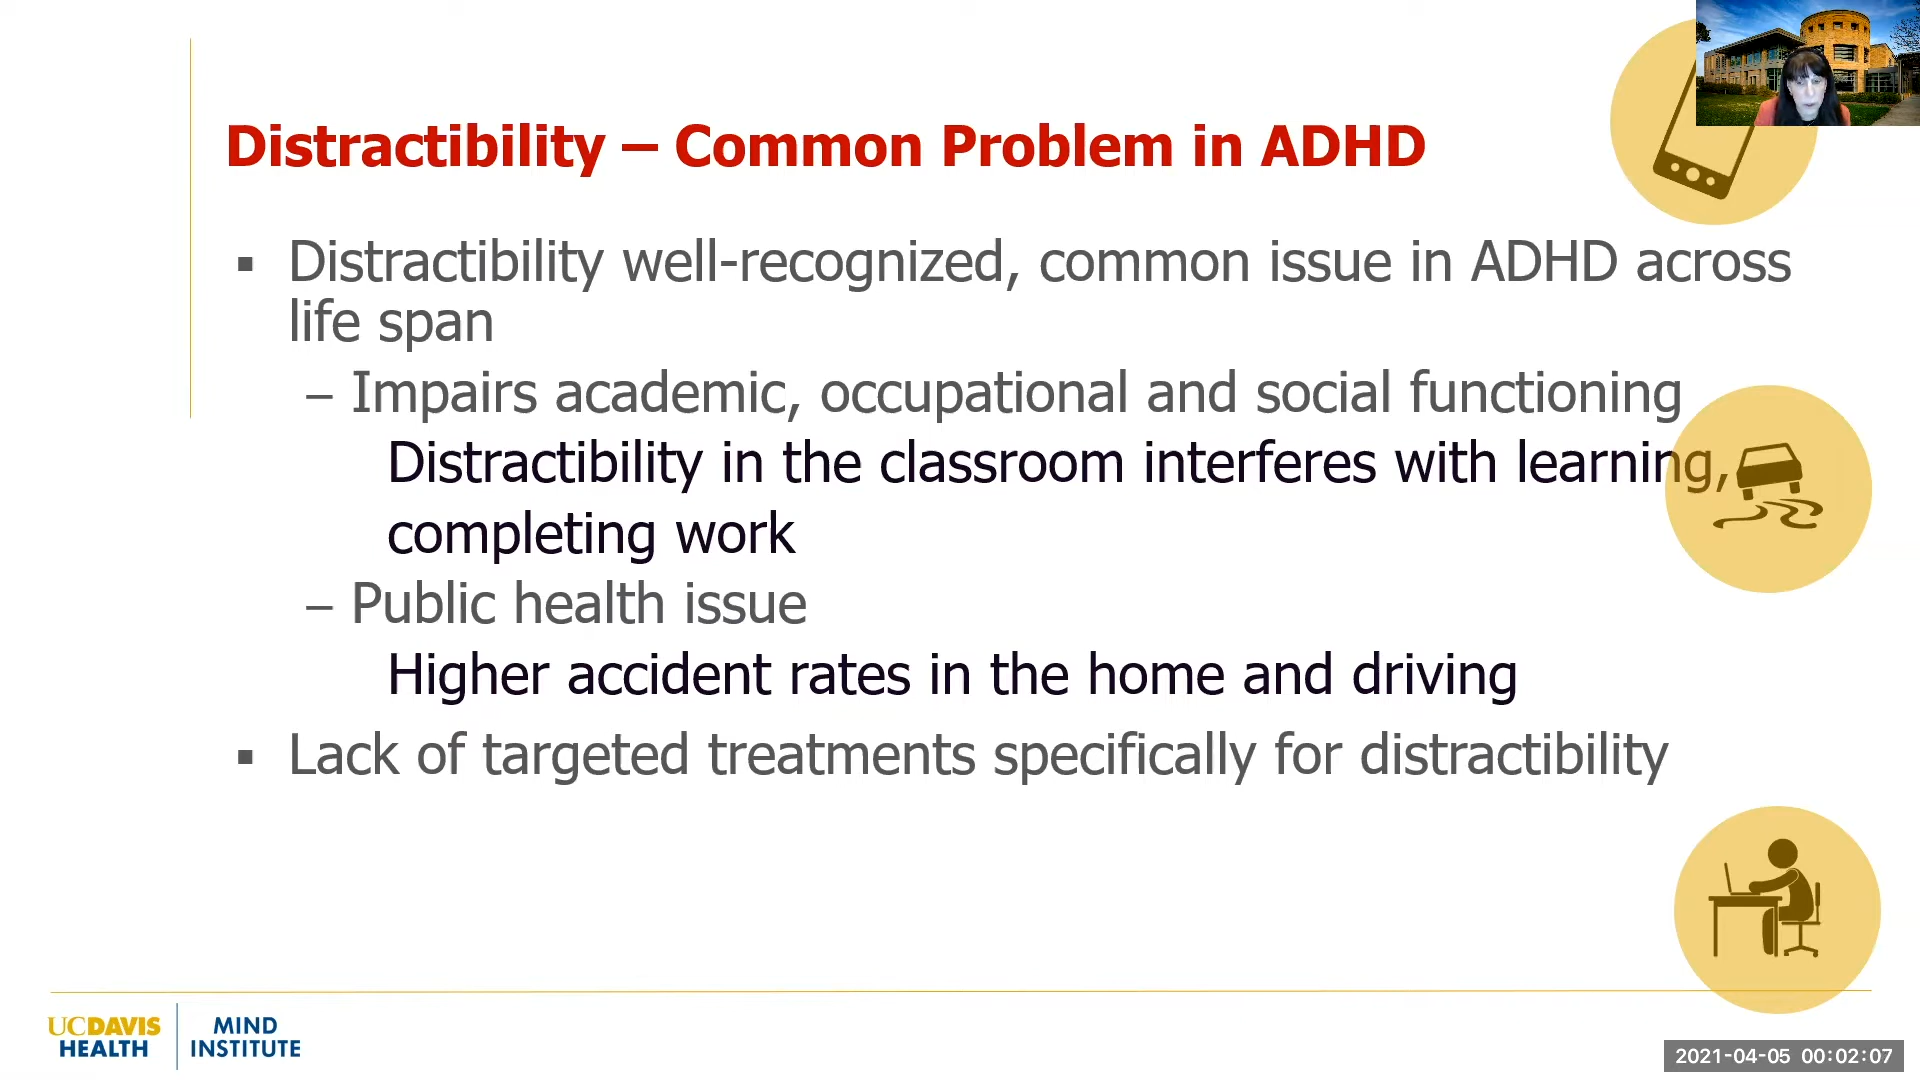 Distractibility – Common Problem in ADHD
▪ Distractibility well-recognized, common issue in ADHD across
life span
– Impairs academic, occupational and social functioning
Distractibility in the classroom interferes with learning,
completing work
– Public health issue
Higher accident rates in the home and driving
▪ Lack of targeted treatments specifically for distractibility
UCDAVIS
HEALTH
MIND
INSTITUTE
2021-04-05 00:02:07